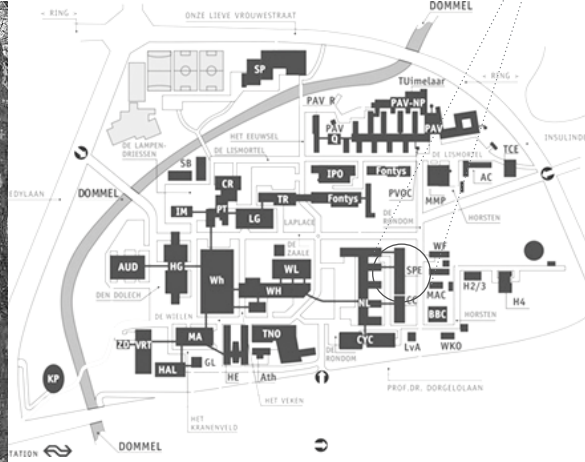 DOMMEL
< RING >
ONZE LIEVE VROUWESTRAAT
SP
TUimelaar
< RING >
PAV R
PAV-NP
PAV
Q
PAV
INSULINDE
HET EEUWSEL
DE LAMPEN-
DRIESSEN
DE LISMORTEL
DE LISMORTEL
TCE
SB
CR
IPO
Fontys
AC
EDYLAAN
DOMMEL
PVOC
MMP
IM
PT
LG
TR
Fontys
DE
RONDOM
HORSTEN
LAPLACE
DE
ZAALE
WF
AUD
HG
Wh
WL
SPE
WH
NL
CC
MAC
H2/3
H4
DEN DOLECH
DE WIELEN
BBC
HORSTEN
ZD
VRT
MA
TNO
CYC
LvA
WKO
DE
RONDOM
HAL
GL
HE
Ath
KP
PROF.DR. DORGELOLAAN
HET VEKEN
HET
KRANENVELD
DOMMEL
TATION